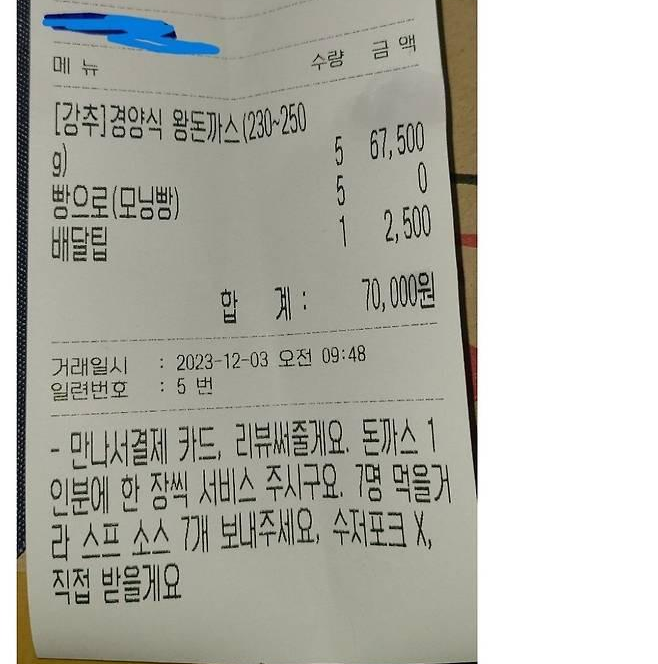 메 뉴 수량 금 액
[강추]경양식 왕돈까스(230~250
g) 5 67,500
빵으로(모닝빵) 5 0
배달팁 1 2,500
합 계 : 70,000원
거래일시 : 2023-12-03 오전 09:48
일련번호 : 5 번
- 만나서결제 카드, 리뷰써줄게요. 돈까스 1
인분에 한 장씩 서비스 주시구요. 7명 먹을거
라 스프 소스 7개 보내주세요, 수저포크 X,
직접 받을게요